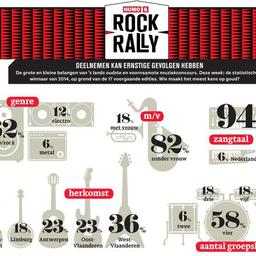 HUMO'S
ROCK
RALLY
DEELNEMEN KAN ERNSTIGE GEVOLGEN HEBBEN
De grote en kleine belangen van 's lands oudste en voornaamste muziekconcours. Deze week: de statistische
winnaar van 2014, op grond van de 17 voorgaande edities. Wie maakt het meest kans op goud?
genre
12%
electro
6%
metal
2%
/rock
m/v
18%
met vrouw
82%
zonder vrouw
94
zangtaal
6%
Nederlands
herkomst
18%
Limburg
23%
Antwerpen
23%
Oost-
Vlaanderen
36%
West-
Vlaanderen
18%
drie
18%
vijf
6%
twee
58%
vier
aantal groepsl